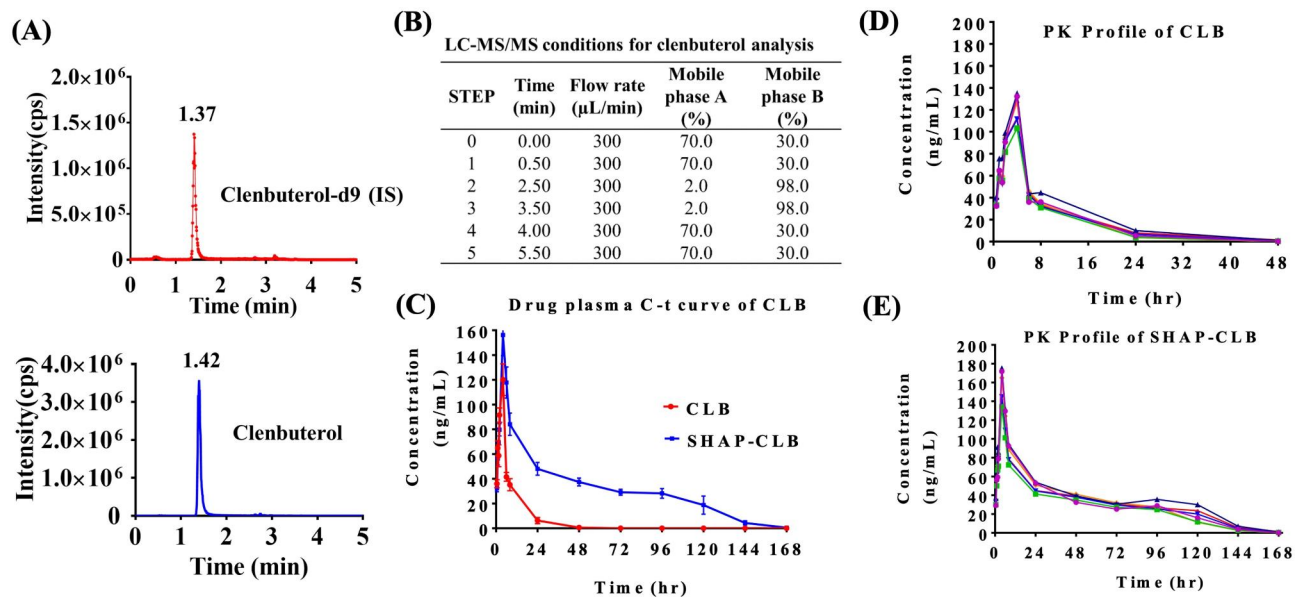 (A)
2.0×10⁶
1.5×10⁶
1.0×10⁶
5.0×10⁵
0
Intensity(cps)
1.37
Clenbuterol-d9 (IS)
0 1 2 3 4 5
Time (min)
4.0×10⁶
3.0×10⁶
2.0×10⁶
1.0×10⁶
0
Intensity(cps)
1.42
Clenbuterol
0 1 2 3 4 5
Time (min)
(B)
LC-MS/MS conditions for clenbuterol analysis
STEP Time (min) Flow rate (µL/min) Mobile phase A (%) Mobile phase B (%)
0 0.00 300 70.0 30.0
1 0.50 300 70.0 30.0
2 2.50 300 2.0 98.0
3 3.50 300 2.0 98.0
4 4.00 300 70.0 30.0
5 5.50 300 70.0 30.0
(C)
Drug plasma C-t curve of CLB
160
140
120
100
80
60
40
20
0
Concentration
(ng/mL)
CLB
SHAP-CLB
0 24 48 72 96 120 144 168
Time (hr)
(D)
PK Profile of CLB
200
180
160
140
120
100
80
60
40
20
0
Concentration
(ng/mL)
0 8 16 24 32 40 48
Time (hr)
(E)
PK Profile of SHAP-CLB
200
180
160
140
120
100
80
60
40
20
0
Concentration
(ng/mL)
0 24 48 72 96 120 144 168
Time (hr)